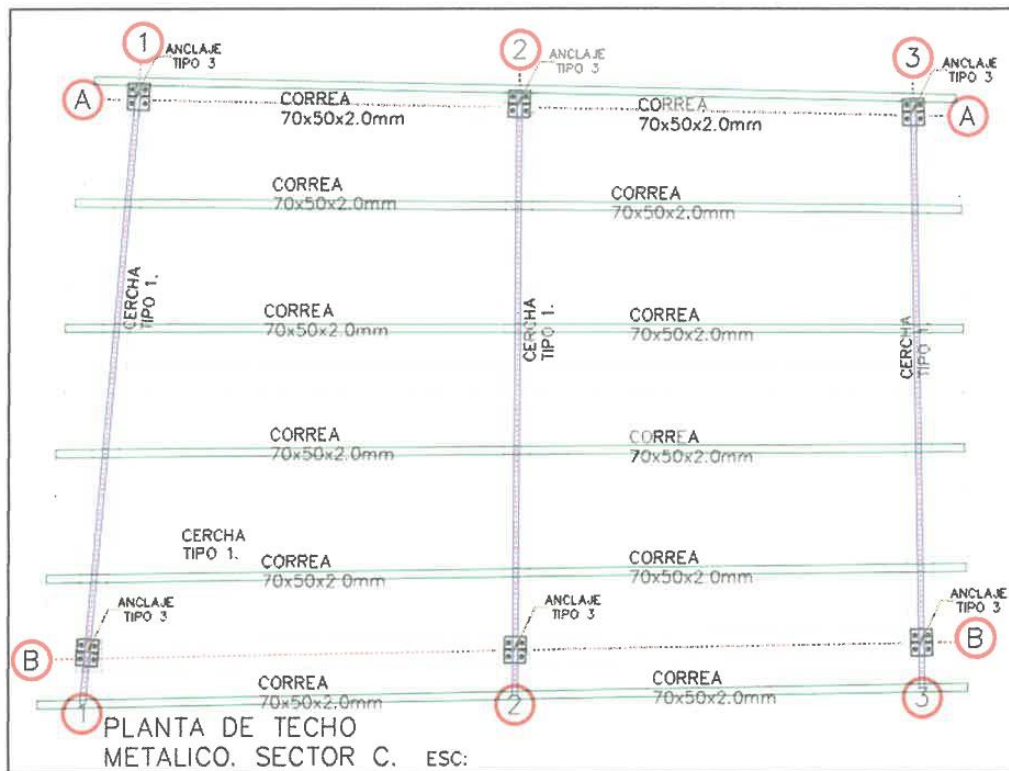 1
ANCLAJE
TIPO 3
2
ANCLAJE
TIPO 3
3
ANCLAJE
TIPO 3
A
CORREA
70x50x2.0mm
CORREA
70x50x2.0mm
A
CORREA
70x50x2.0mm
CORREA
70x50x2.0mm
CERCHA
TIPO 1.
CORREA
70x50x2.0mm
CERCHA
TIPO 1.
CORREA
70x50x2.0mm
CERCHA
TIPO 1.
CORREA
70x50x2.0mm
CORREA
70x50x2.0mm
CERCHA
TIPO 1.
CORREA
70x50x2.0mm
CORREA
70x50x2.0mm
ANCLAJE
TIPO 3
ANCLAJE
TIPO 3
ANCLAJE
TIPO 3
B
B
CORREA
70x50x2.0mm
CORREA
70x50x2.0mm
1
2
3
PLANTA DE TECHO
METALICO. SECTOR C. ESC: